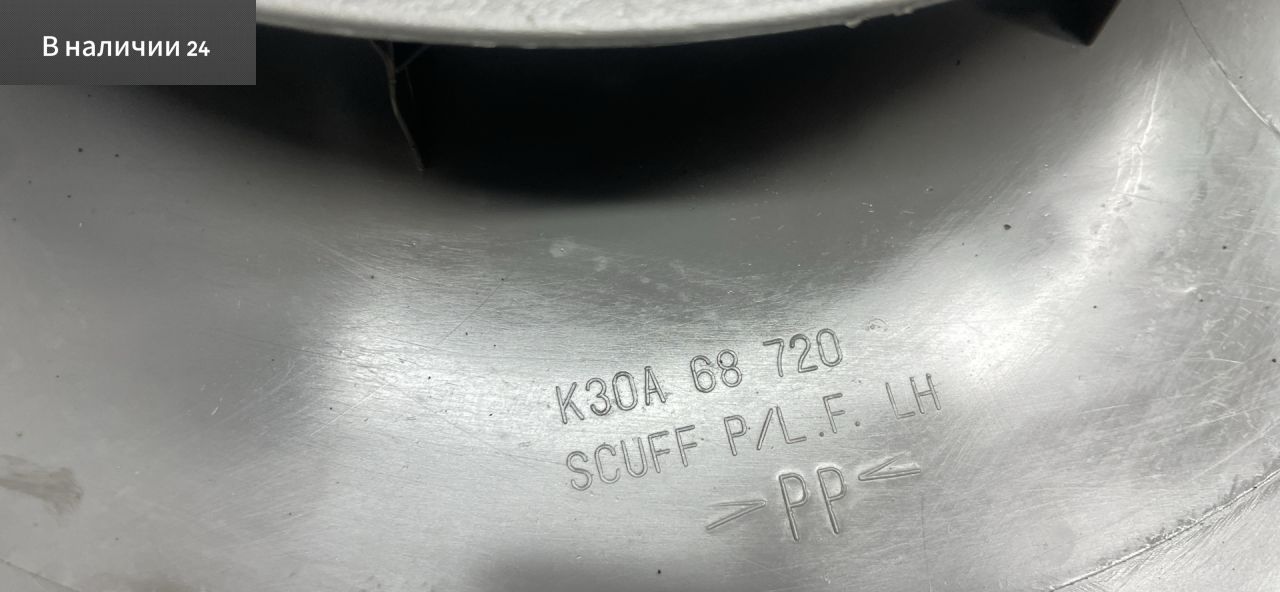 В наличии 24
K30A 68 720
SCUFF P/L.F. LH
>PP<